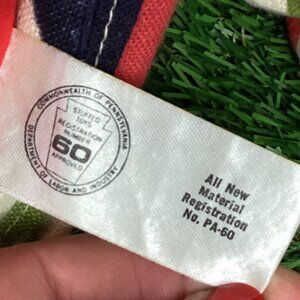 COMMONWEALTH OF PENNSYLVANIA
STUFFED
TOYS
REGISTRATION
NUMBER
60
APPROVED
DEPARTMENT OF LABOR AND INDUSTRY
All New
Material
Registration
No. PA-60